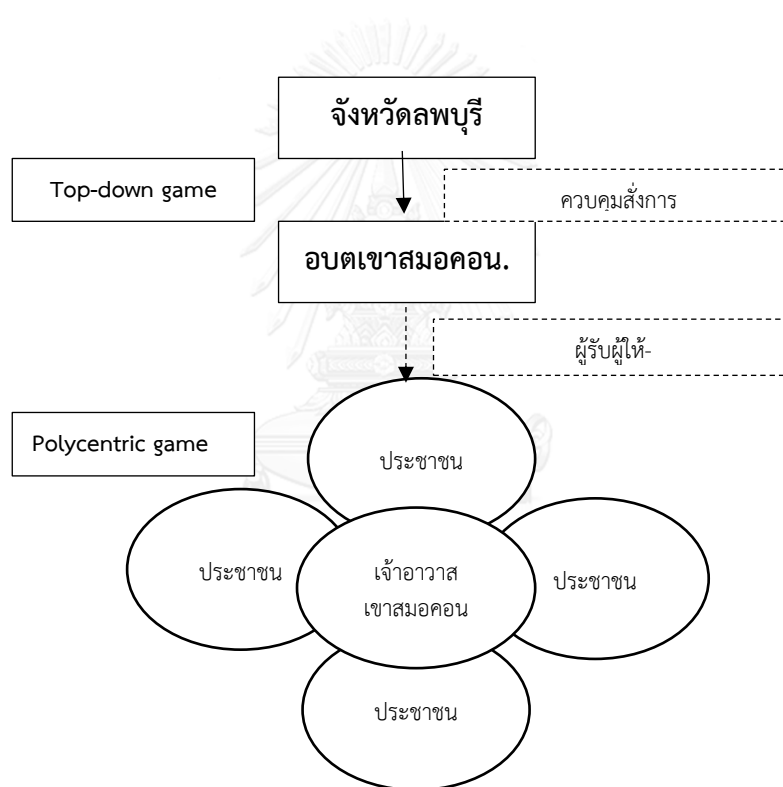 จังหวัดลพบุรี
Top-down game
ควบคุมสั่งการ
อบตเขาสมอคอน.
ผู้รับผู้ให้-
Polycentric game
ประชาชน
ประชาชน
เจ้าอาวาส
เขาสมอคอน
ประชาชน
ประชาชน